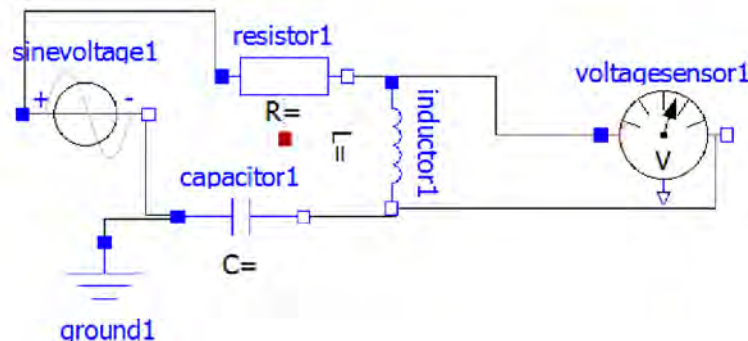 sinevoltage1
+
-
resistor1
R=
L=
inductor1
voltagesensor1
V
capacitor1
C=
ground1